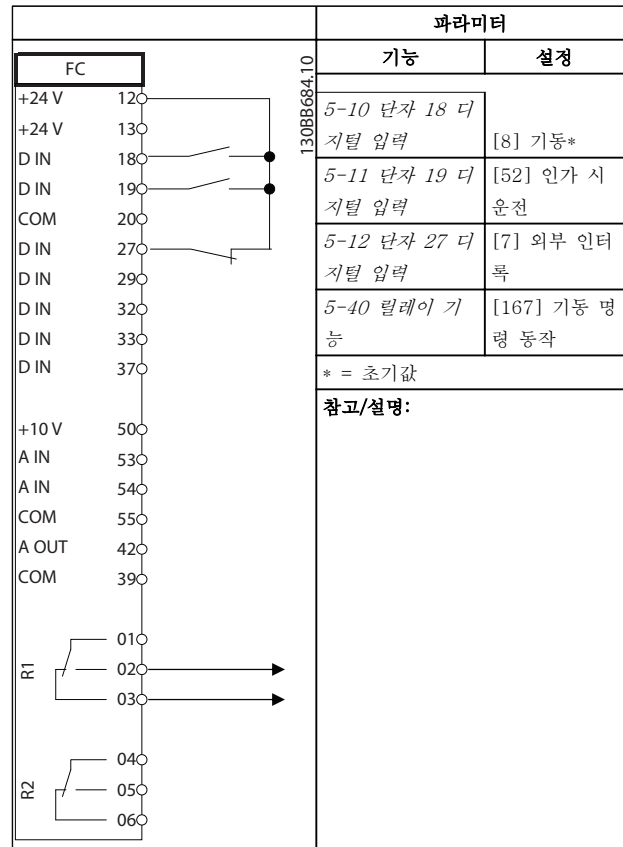 파라미터
기능 설정
FC
130BB684.10
+24 V 12
+24 V 13
D IN 18
D IN 19
COM 20
D IN 27
D IN 29
D IN 32
D IN 33
D IN 37
+10 V 50
A IN 53
A IN 54
COM 55
A OUT 42
COM 39
R1
01
02
03
R2
04
05
06
5-10 단자 18 디
지털 입력 [8] 기동*
5-11 단자 19 디 [52] 인가 시
지털 입력 운전
5-12 단자 27 디 [7] 외부 인터
지털 입력 록
5-40 릴레이 기 [167] 기동 명
능 령 동작
* = 초기값
참고/설명: